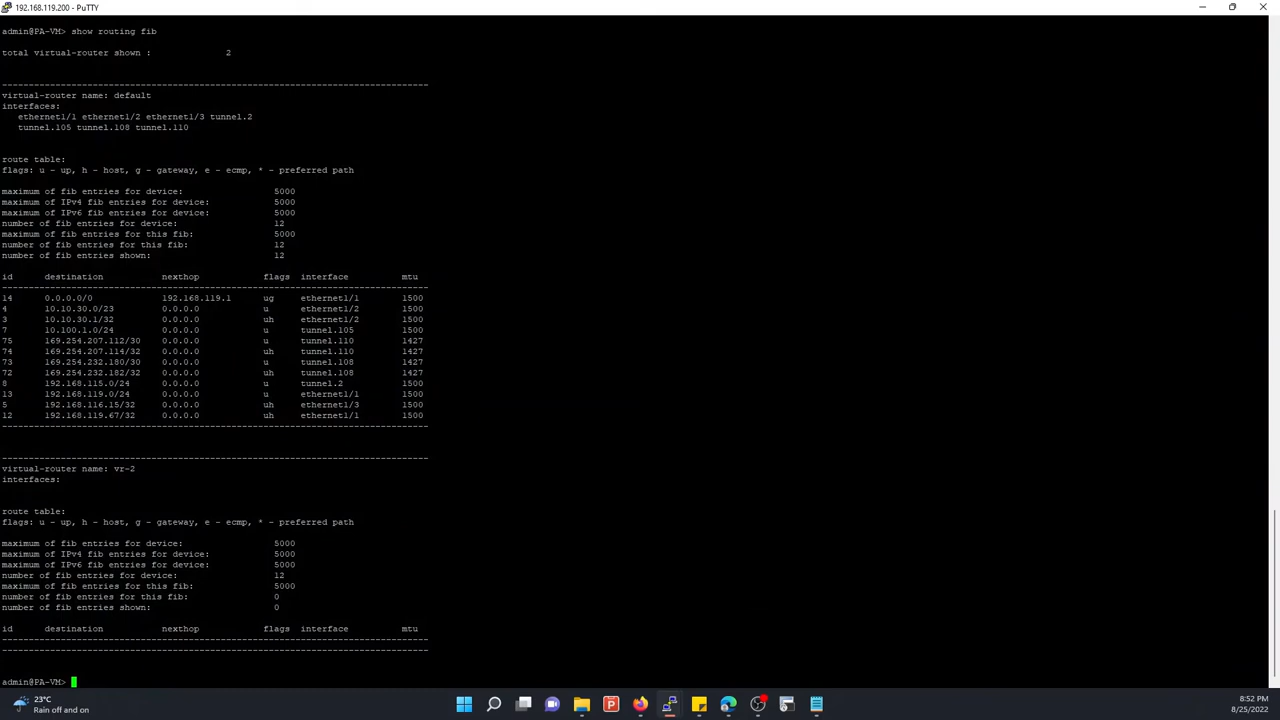 192.168.119.200 - PuTTY
admin@PA-VM> show routing fib
total virtual-router shown : 2
--------------------------------------------------------------------------------
virtual-router name: default
interfaces:
ethernet1/1 ethernet1/2 ethernet1/3 tunnel.2
tunnel.105 tunnel.108 tunnel.110
route table:
flags: u - up, h - host, g - gateway, e - ecmp, * - preferred path
maximum of fib entries for device: 5000
maximum of IPv4 fib entries for device: 5000
maximum of IPv6 fib entries for device: 5000
number of fib entries for device: 12
maximum of fib entries for this fib: 5000
number of fib entries for this fib: 12
number of fib entries shown: 12
id destination nexthop flags interface mtu
--------------------------------------------------------------------------------
14 0.0.0.0/0 192.168.119.1 ug ethernet1/1 1500
4 10.10.30.0/23 0.0.0.0 u ethernet1/2 1500
3 10.10.30.1/32 0.0.0.0 uh ethernet1/2 1500
7 10.100.1.0/24 0.0.0.0 u tunnel.105 1500
75 169.254.207.112/30 0.0.0.0 u tunnel.110 1427
74 169.254.207.114/32 0.0.0.0 uh tunnel.110 1427
73 169.254.232.180/30 0.0.0.0 u tunnel.108 1427
72 169.254.232.182/32 0.0.0.0 uh tunnel.108 1427
8 192.168.115.0/24 0.0.0.0 u tunnel.2 1500
13 192.168.119.0/24 0.0.0.0 u ethernet1/1 1500
5 192.168.116.15/32 0.0.0.0 uh ethernet1/3 1500
12 192.168.119.67/32 0.0.0.0 uh ethernet1/1 1500
--------------------------------------------------------------------------------
--------------------------------------------------------------------------------
virtual-router name: vr-2
interfaces:
route table:
flags: u - up, h - host, g - gateway, e - ecmp, * - preferred path
maximum of fib entries for device: 5000
maximum of IPv4 fib entries for device: 5000
maximum of IPv6 fib entries for device: 5000
number of fib entries for device: 12
maximum of fib entries for this fib: 5000
number of fib entries for this fib: 0
number of fib entries shown: 0
id destination nexthop flags interface mtu
--------------------------------------------------------------------------------
--------------------------------------------------------------------------------
admin@PA-VM>
23°C
Rain off and on
8:52 PM
8/25/2022